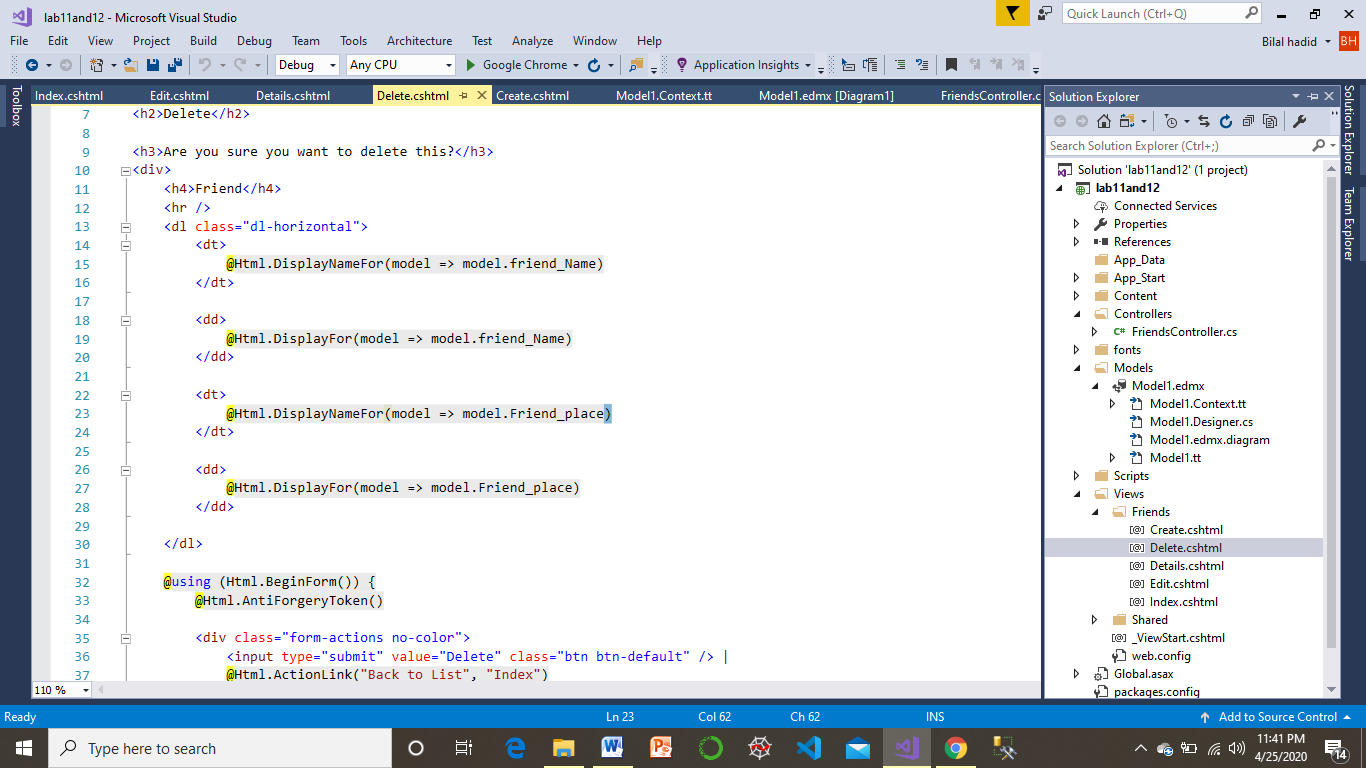 lab11and12 - Microsoft Visual Studio
Quick Launch (Ctrl+Q)
File Edit View Project Build Debug Team Tools Architecture Test Analyze Window Help
Bilal hadid BH
Debug Any CPU Google Chrome Application Insights
Toolbox
Index.cshtml Edit.cshtml Details.cshtml Delete.cshtml Create.cshtml Model1.Context.tt Model1.edmx [Diagram1] FriendsController.c
7 <h2>Delete</h2>
8
9 <h3>Are you sure you want to delete this?</h3>
10 <div>
11 <h4>Friend</h4>
12 <hr />
13 <dl class="dl-horizontal">
14 <dt>
15 @Html.DisplayNameFor(model => model.friend_Name)
16 </dt>
17
18 <dd>
19 @Html.DisplayFor(model => model.friend_Name)
20 </dd>
21
22 <dt>
23 @Html.DisplayNameFor(model => model.Friend_place)
24 </dt>
25
26 <dd>
27 @Html.DisplayFor(model => model.Friend_place)
28 </dd>
29
30 </dl>
31
32 @using (Html.BeginForm()) {
33 @Html.AntiForgeryToken()
34
35 <div class="form-actions no-color">
36 <input type="submit" value="Delete" class="btn btn-default" /> |
37 @Html.ActionLink("Back to List", "Index")
110 %
Solution Explorer
Search Solution Explorer (Ctrl+;)
Solution 'lab11and12' (1 project)
lab11and12
Connected Services
Properties
References
App_Data
App_Start
Content
Controllers
C# FriendsController.cs
fonts
Models
Model1.edmx
Model1.Context.tt
Model1.Designer.cs
Model1.edmx.diagram
Model1.tt
Scripts
Views
Friends
Create.cshtml
Delete.cshtml
Details.cshtml
Edit.cshtml
Index.cshtml
Shared
_ViewStart.cshtml
web.config
Global.asax
packages.config
Solution Explorer
Team Explorer
Ready Ln 23 Col 62 Ch 62 INS Add to Source Control
Type here to search
11:41 PM
4/25/2020
14